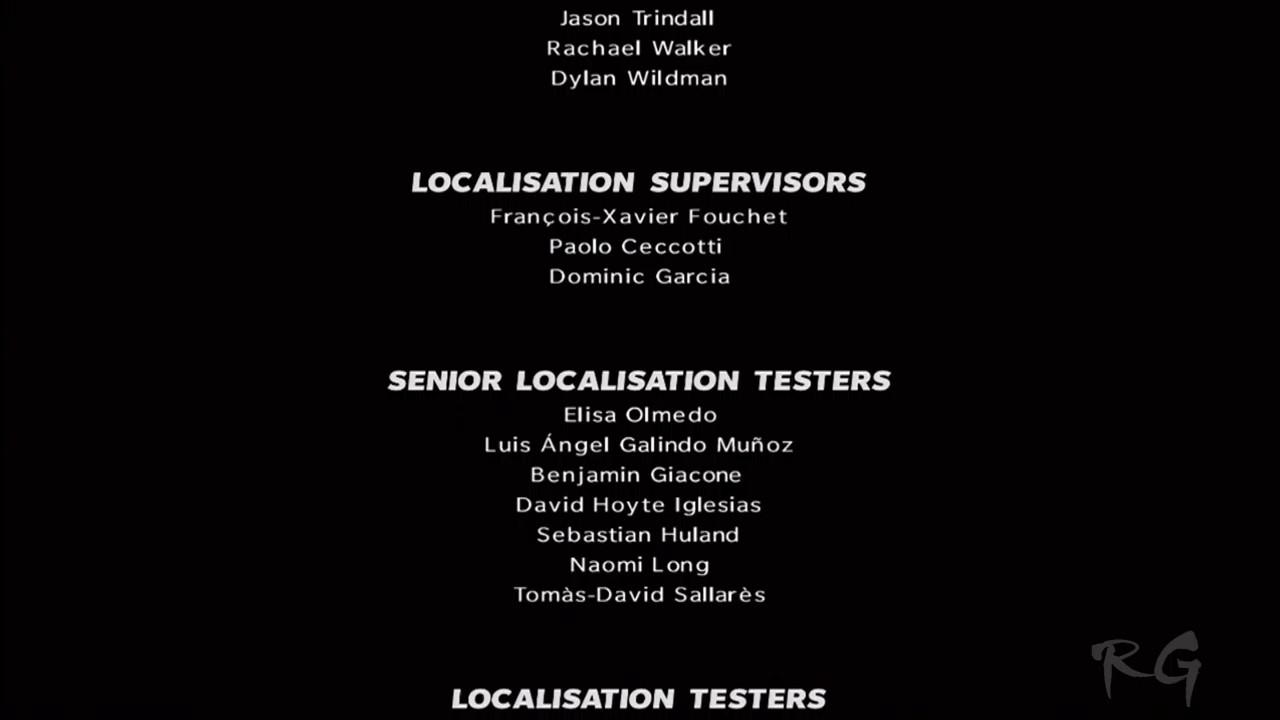 Jason Trindall
Rachael Walker
Dylan Wildman
LOCALISATION SUPERVISORS
François-Xavier Fouchet
Paolo Ceccotti
Dominic Garcia
SENIOR LOCALISATION TESTERS
Elisa Olmedo
Luis Ángel Galindo Muñoz
Benjamin Giacone
David Hoyte Iglesias
Sebastian Huland
Naomi Long
Tomàs-David Sallarès
RG
LOCALISATION TESTERS